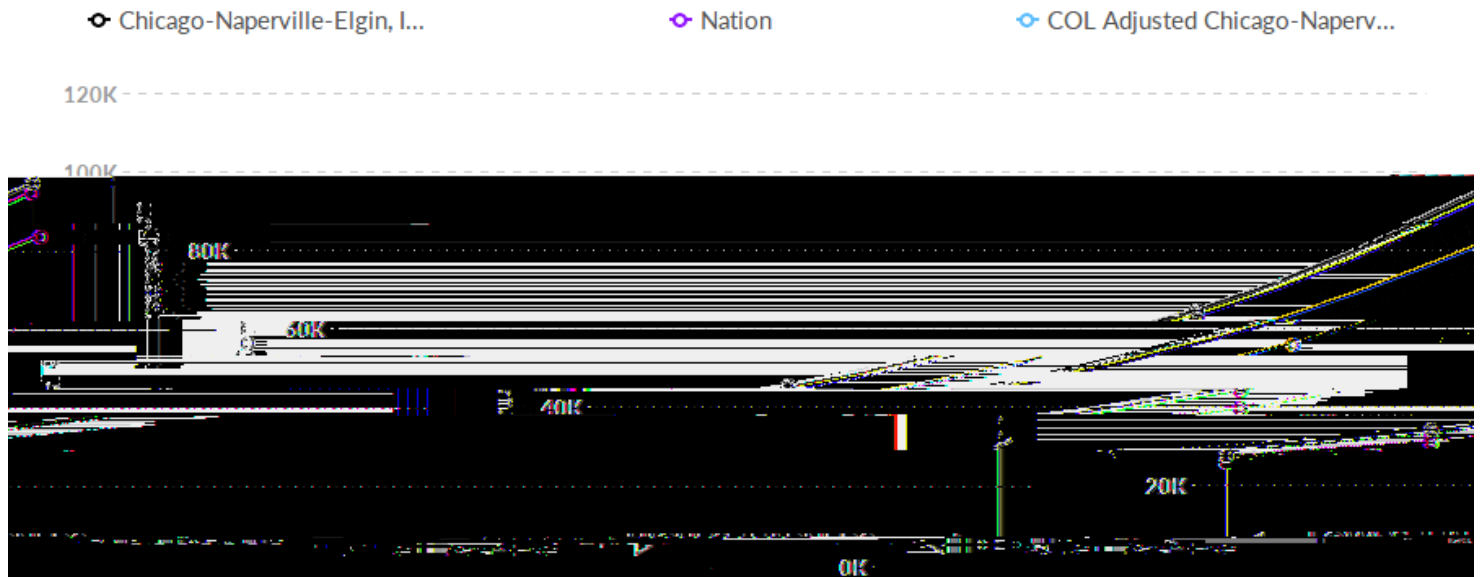 Chicago-Naperville-Elgin, I...
Nation
COL Adjusted Chicago-Naperv...
120K
100K
80K
60K
40K
20K
0K